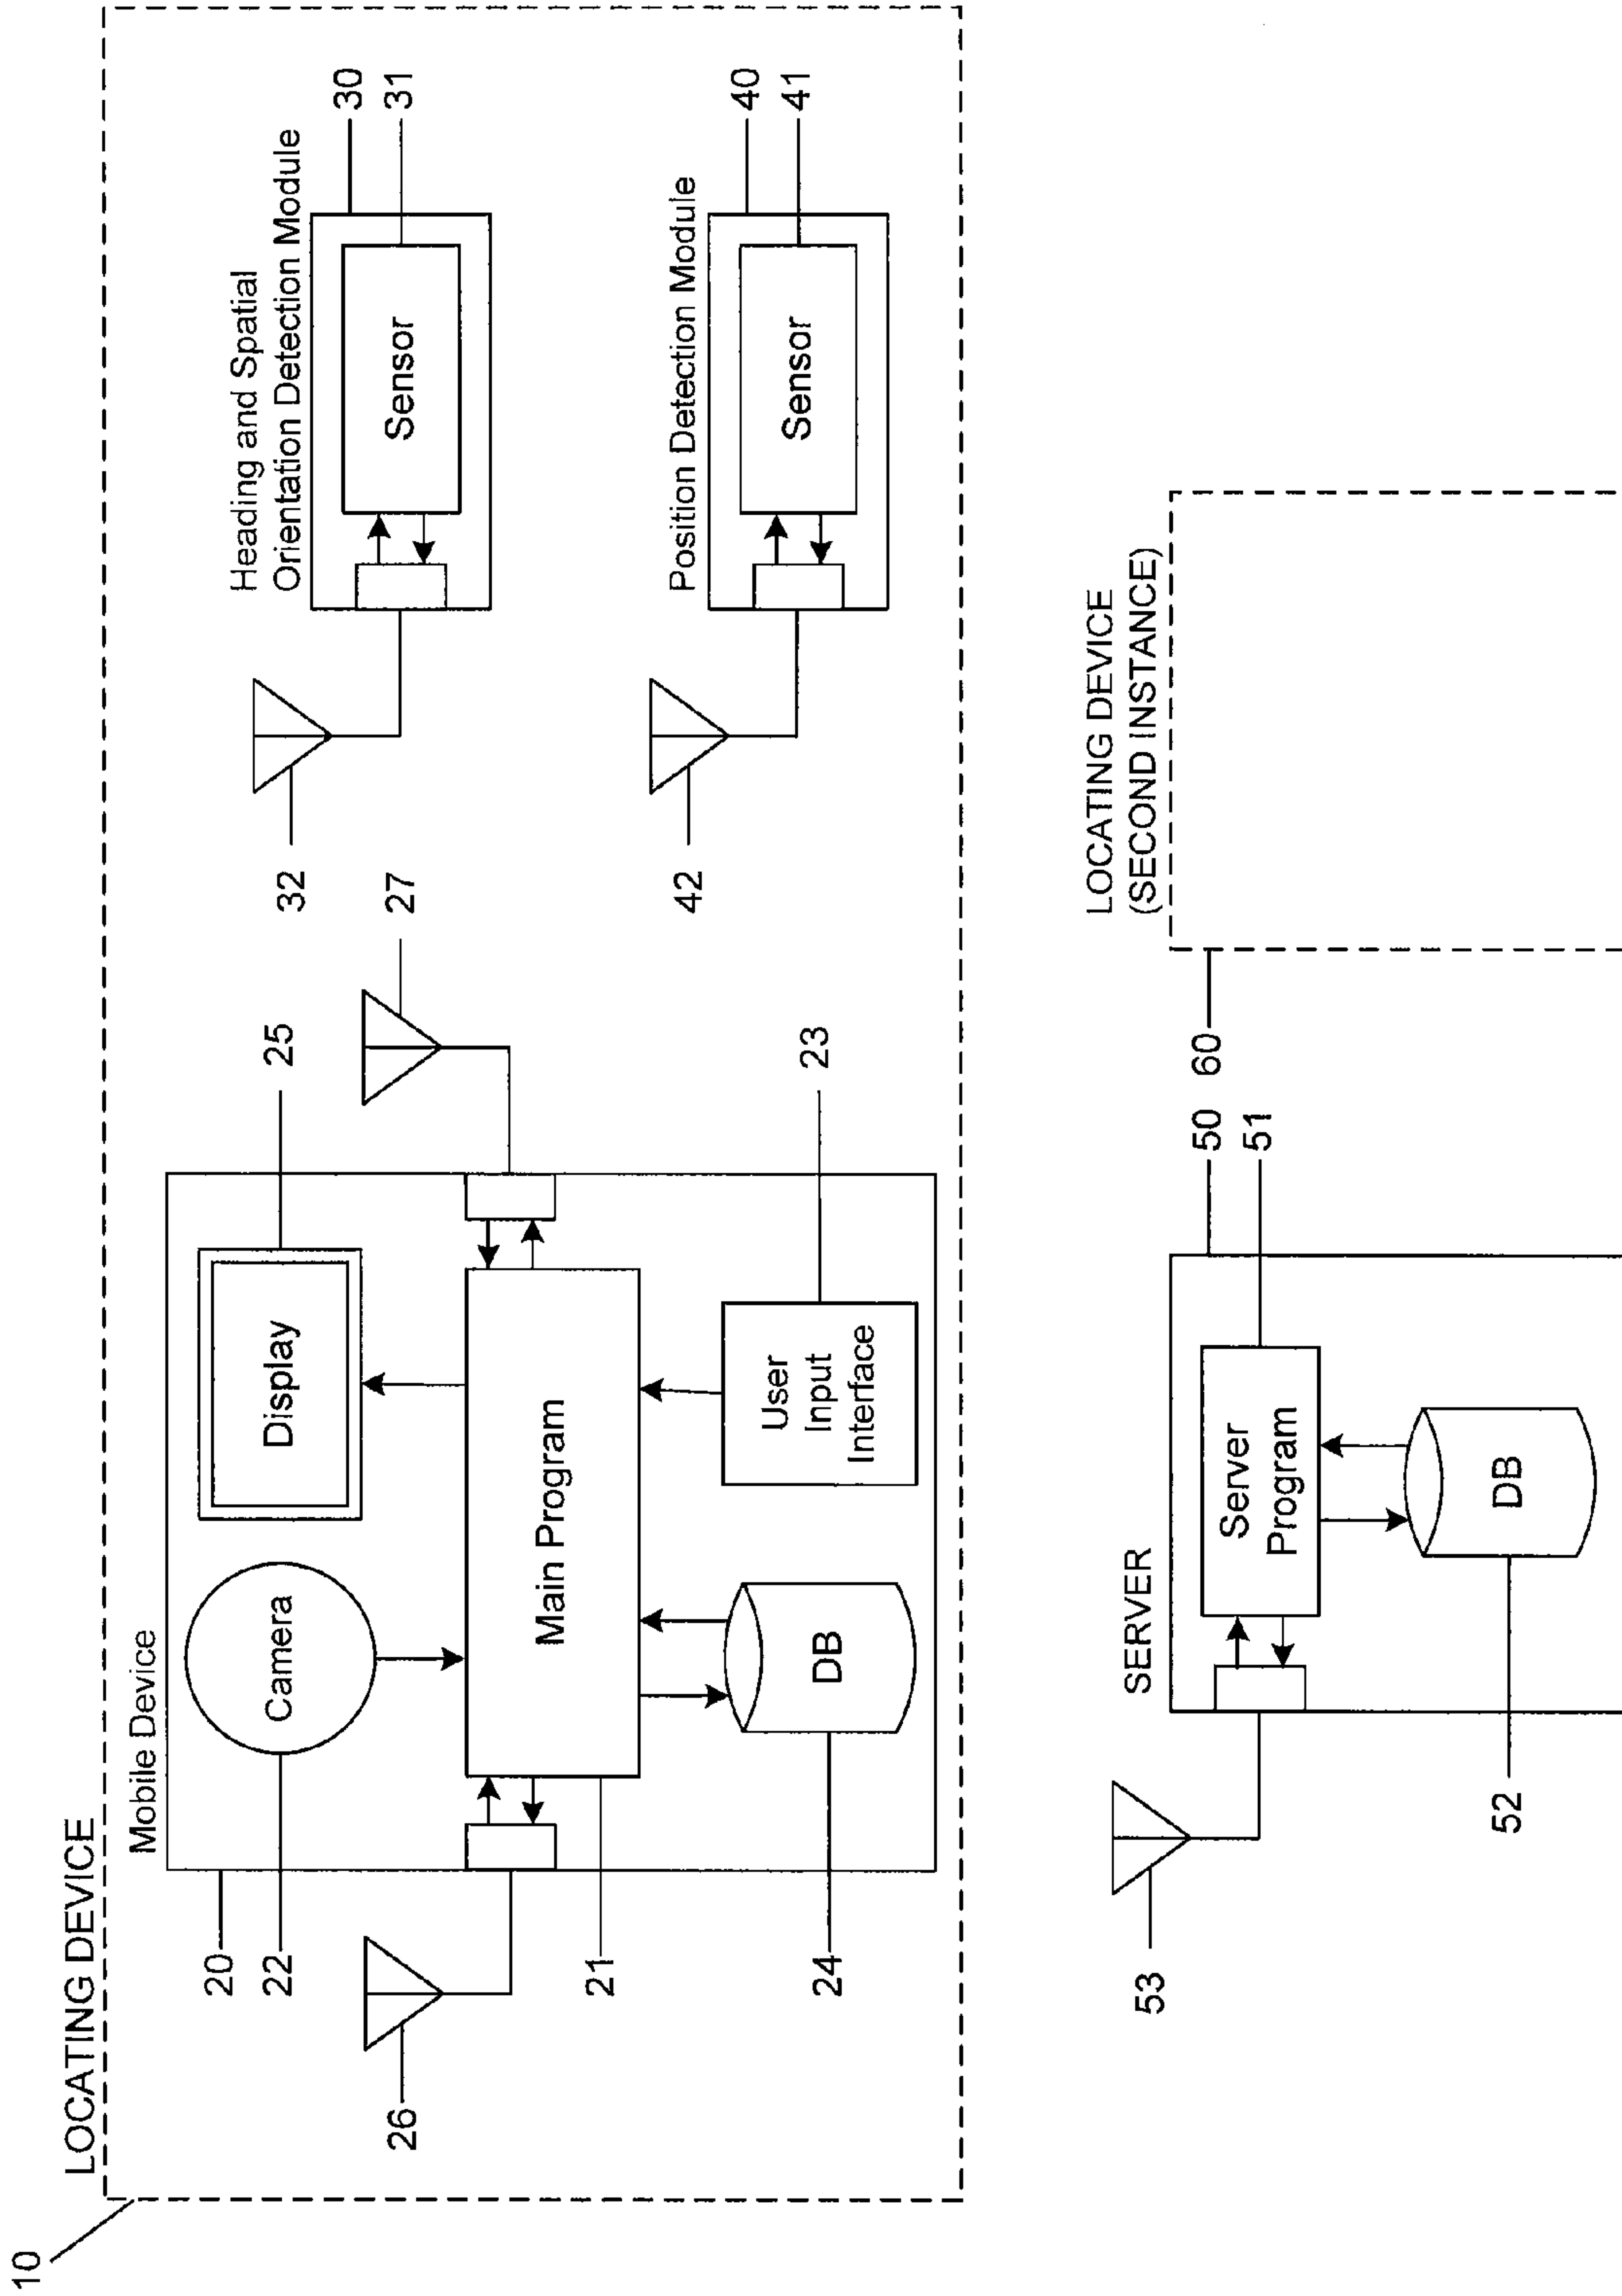 10
LOCATING DEVICE
Mobile Device
20
22
Camera
Display
25
26
21
Main Program
27
24
DB
User
Input
Interface
23
Heading and Spatial
Orientation Detection Module
30
31
Sensor
32
Position Detection Module
40
41
Sensor
42
SERVER
50
51
Server
Program
53
52
DB
LOCATING DEVICE
(SECOND INSTANCE)
60